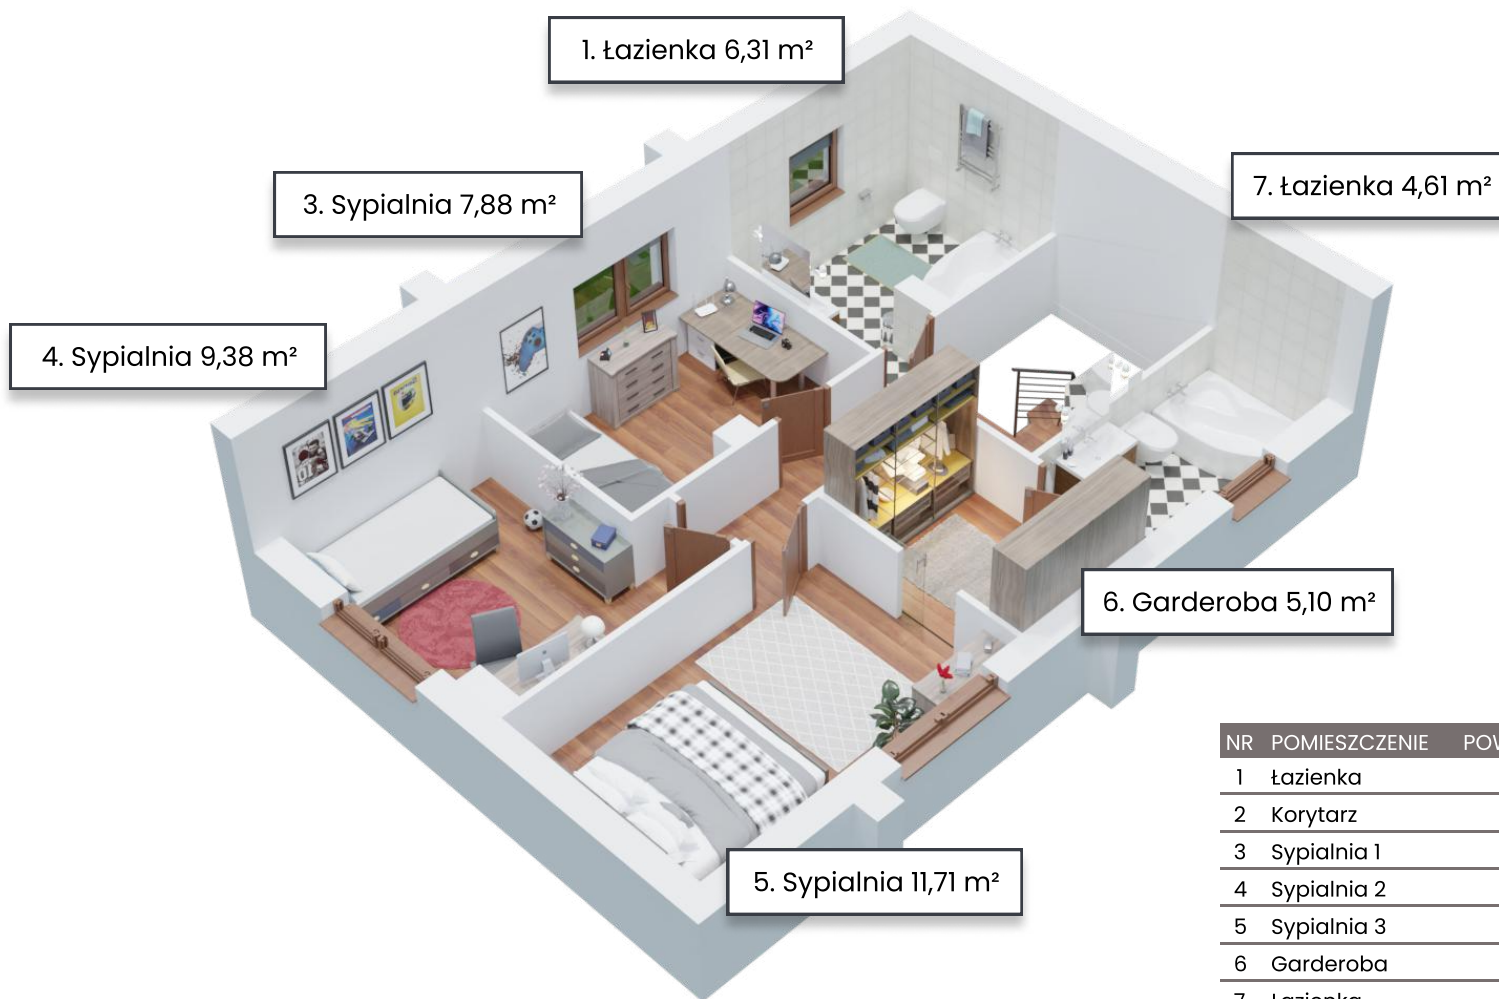 1. Łazienka 6,31 m²
7. Łazienka 4,61 m²
3. Sypialnia 7,88 m²
4. Sypialnia 9,38 m²
6. Garderoba 5,10 m²
5. Sypialnia 11,71 m²
NR POMIESZCZENIE
1 Łazienka
2 Korytarz
3 Sypialnia 1
4 Sypialnia 2
5 Sypialnia 3
6 Garderoba
7 Łazienka